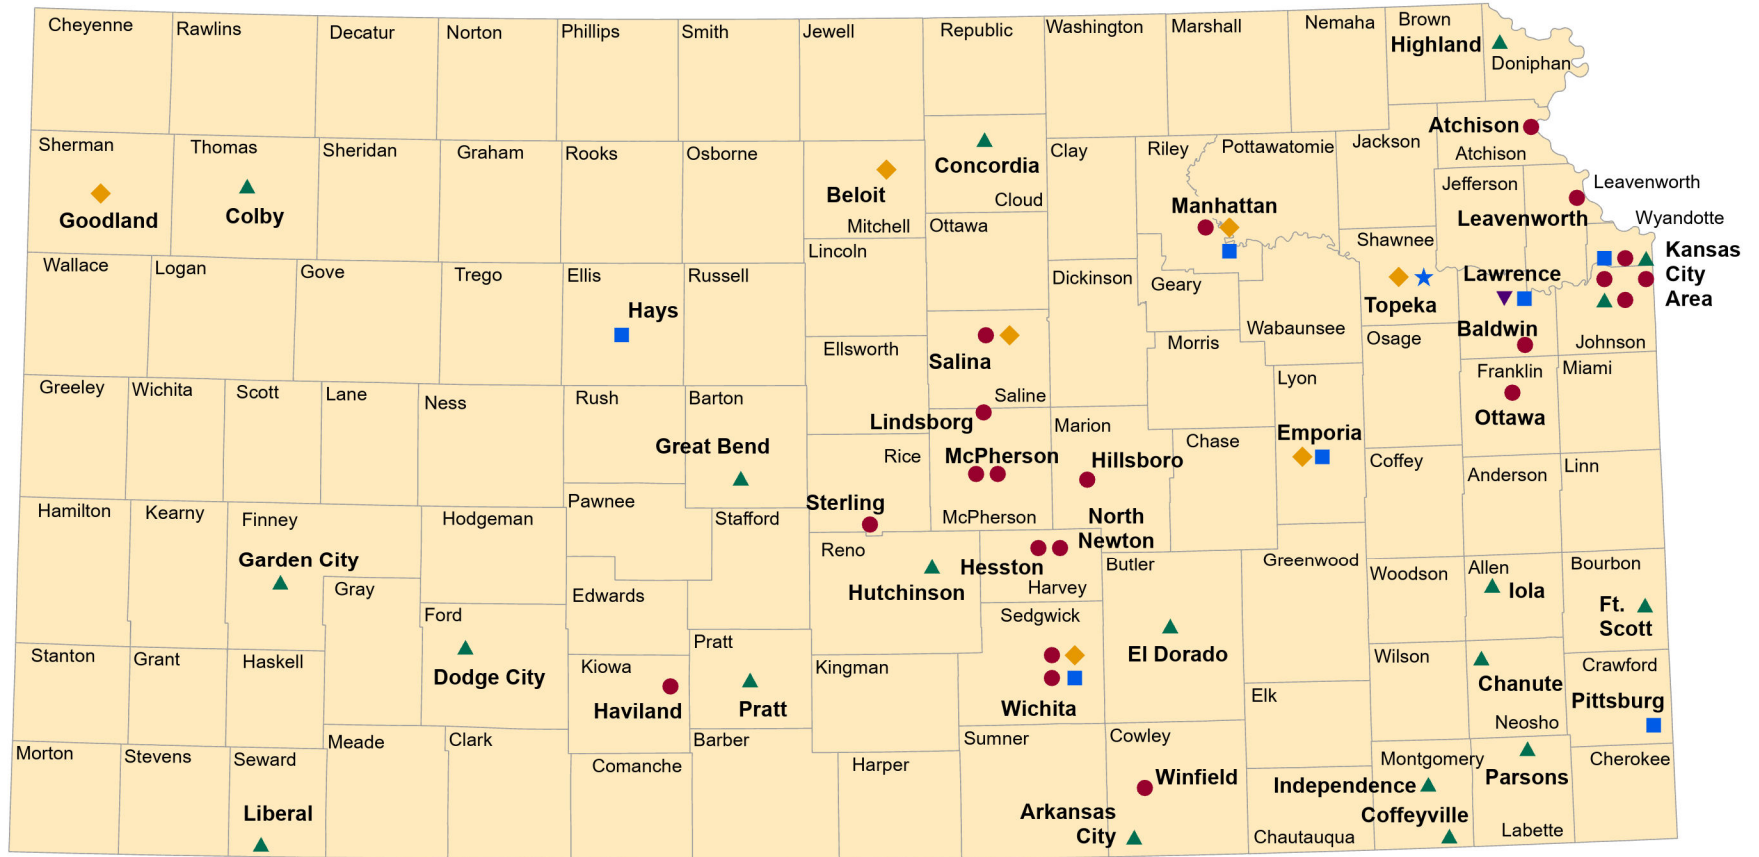 Cheyenne
Rawlins
Decatur
Norton
Phillips
Smith
Jewell
Republic
Washington
Marshall
Nemaha
Brown
Highland
Doniphan
Sherman
Goodland
Thomas
Colby
Sheridan
Graham
Rooks
Osborne
Beloit
Mitchell
Concordia
Cloud
Clay
Riley
Pottawatomie
Manhattan
Jackson
Atchison
Atchison
Jefferson
Leavenworth
Leavenworth
Wyandotte
Kansas
City
Area
Wallace
Logan
Gove
Trego
Ellis
Hays
Russell
Lincoln
Ottawa
Dickinson
Geary
Wabaunsee
Shawnee
Topeka
Lawrence
Baldwin
Johnson
Ellsworth
Salina
Saline
Morris
Osage
Franklin
Ottawa
Miami
Greeley
Wichita
Scott
Lane
Ness
Rush
Barton
Great Bend
Rice
Sterling
Lindsborg
McPherson
McPherson
Marion
Hillsboro
Chase
Lyon
Emporia
Coffey
Anderson
Linn
Hamilton
Kearny
Finney
Garden City
Hodgeman
Pawnee
Stafford
Reno
Hutchinson
North
Newton
Hesston
Harvey
Butler
El Dorado
Greenwood
Woodson
Allen
Iola
Bourbon
Ft.
Scott
Gray
Ford
Dodge City
Edwards
Kiowa
Haviland
Pratt
Pratt
Kingman
Sedgwick
Wichita
Elk
Wilson
Chanute
Neosho
Crawford
Pittsburg
Stanton
Grant
Haskell
Morton
Stevens
Seward
Liberal
Meade
Clark
Comanche
Barber
Harper
Sumner
Cowley
Winfield
Arkansas
City
Chautauqua
Montgomery
Independence
Coffeyville
Parsons
Labette
Cherokee